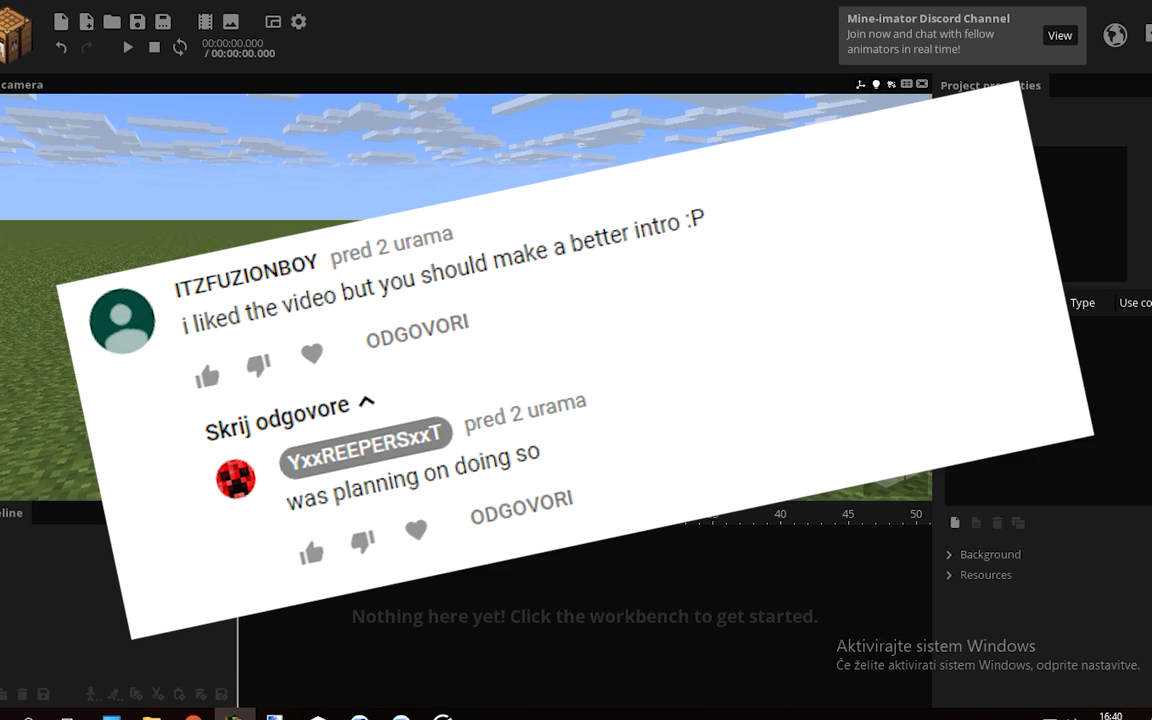 00:00:00.000
/ 00:00:00.000
Mine-imator Discord Channel
Join now and chat with fellow
animators in real time!
View
camera
Project
ITZFUZIONBOY pred 2 urama
i liked the video but you should make a better intro :P
ODGOVORI
Skrij odgovore
YxxREEPERSxxT pred 2 urama
was planning on doing so
ODGOVORI
Type
Use co
eline
40 45 50
Background
Resources
Nothing here yet! Click the workbench to get started.
Aktivirajte sistem Windows
Če želite aktivirati sistem Windows, odprite nastavitve.
16:40